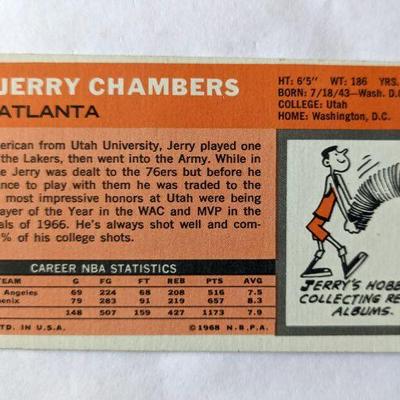 JERRY CHAMBERS
ATLANTA
HT: 6'5" WT: 186 YRS.
BORN: 7/18/43—Wash. D.C
COLLEGE: Utah
HOME: Washington, D.C.
erican from Utah University, Jerry played one
the Lakers, then went into the Army. While in
e Jerry was dealt to the 76ers but before he
ance to play with them he was traded to the
most impressive honors at Utah were being
ayer of the Year in the WAC and MVP in the
als of 1966. He's always shot well and com-
% of his college shots.
CAREER NBA STATISTICS
TEAM G FG FT REB PTS AVG
Angeles 69 224 68 208 516 7.5
oenix 79 283 91 219 657 8.3
148 507 159 427 1173 7.9
TD. IN U.S.A. ©1968 N.B.P.A.
JERRY'S HOBB
COLLECTING RE
ALBUMS.